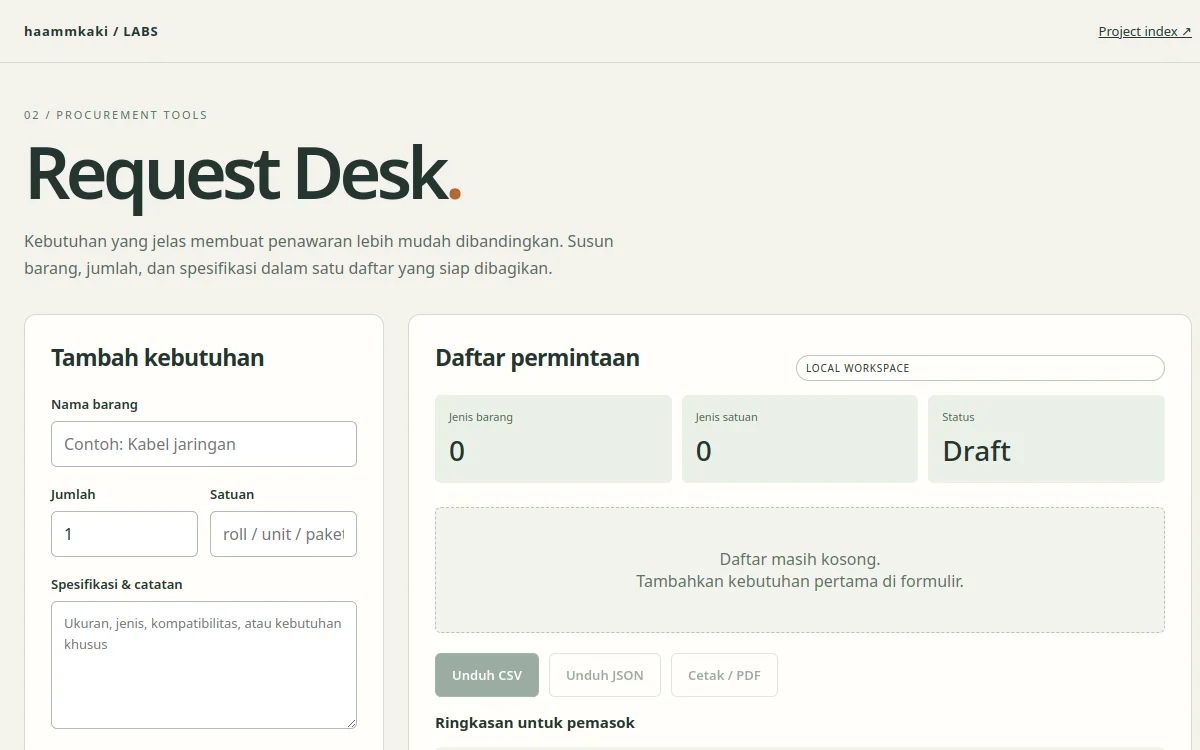 haammkaki / LABS
Project index ↗
02 / PROCUREMENT TOOLS
Request Desk.
Kebutuhan yang jelas membuat penawaran lebih mudah dibandingkan. Susun
barang, jumlah, dan spesifikasi dalam satu daftar yang siap dibagikan.
Tambah kebutuhan
Nama barang
Contoh: Kabel jaringan
Jumlah
Satuan
1
roll / unit / paket
Spesifikasi & catatan
Ukuran, jenis, kompatibilitas, atau kebutuhan
khusus
Daftar permintaan
LOCAL WORKSPACE
Jenis barang
0
Jenis satuan
0
Status
Draft
Daftar masih kosong.
Tambahkan kebutuhan pertama di formulir.
Unduh CSV
Unduh JSON
Cetak / PDF
Ringkasan untuk pemasok